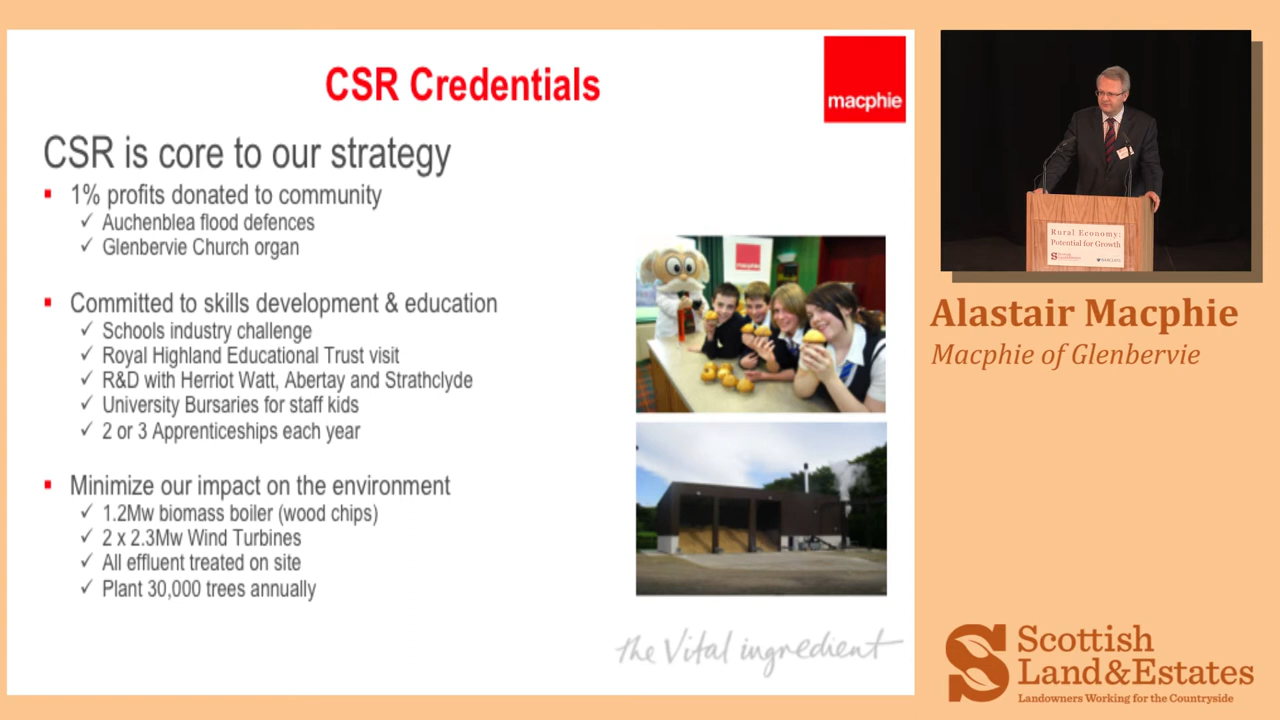 CSR Credentials
macphie
CSR is core to our strategy
1% profits donated to community
✓ Auchenblea flood defences
✓ Glenbervie Church organ
Committed to skills development & education
✓ Schools industry challenge
✓ Royal Highland Educational Trust visit
✓ R&D with Herriot Watt, Abertay and Strathclyde
✓ University Bursaries for staff kids
✓ 2 or 3 Apprenticeships each year
Minimize our impact on the environment
✓ 1.2Mw biomass boiler (wood chips)
✓ 2 x 2.3Mw Wind Turbines
✓ All effluent treated on site
✓ Plant 30,000 trees annually
the Vital ingredient
Rural Economy:
Potential for Growth
Scottish
Land&Estates
Alastair Macphie
Macphie of Glenbervie
Scottish
Land&Estates
Landowners Working for the Countryside